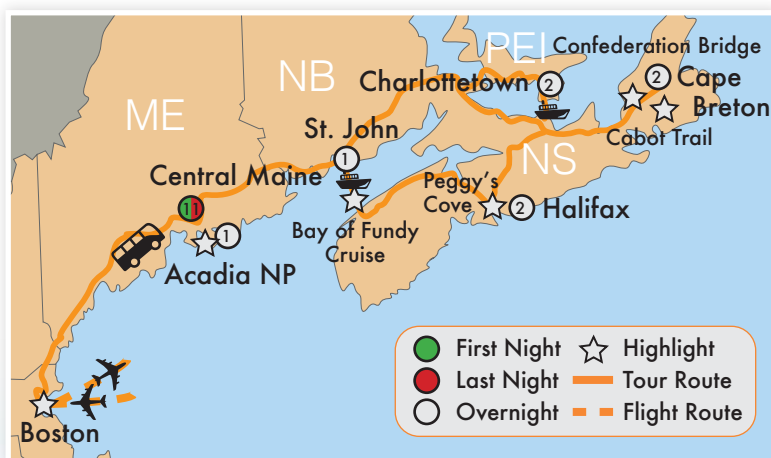 PEI
Confederation Bridge
NB
Charlottetown
2
2
Cape
Breton
ME
St. John
Cabot Trail
1
NS
Central Maine
Peggy's
Cove
1 1
Bay of Fundy
Cruise
2
Halifax
1
Acadia NP
First Night
Highlight
Last Night
Tour Route
Overnight
Flight Route
Boston